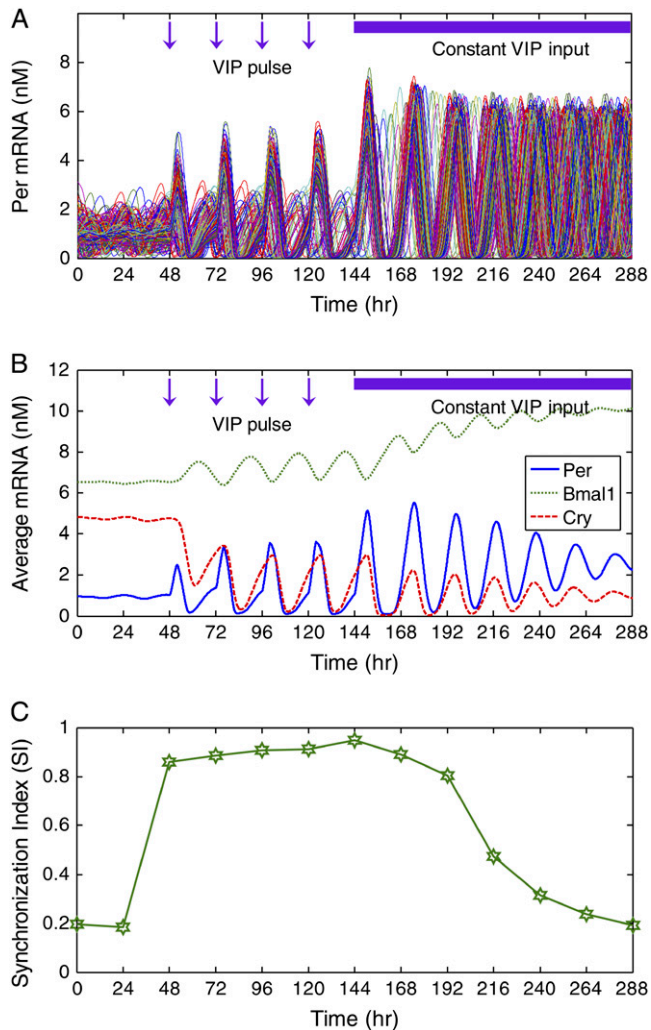 A
10
8
6
4
2
0
Per mRNA (nM)
VIP pulse
Constant VIP input
0 24 48 72 96 120 144 168 192 216 240 264 288
Time (hr)
B
12
10
8
6
4
2
0
Average mRNA (nM)
VIP pulse
Constant VIP input
Per
Bmal1
Cry
0 24 48 72 96 120 144 168 192 216 240 264 288
Time (hr)
C
1
0.8
0.6
0.4
0.2
0
Synchronization Index (SI)
0 24 48 72 96 120 144 168 192 216 240 264 288
Time (hr)